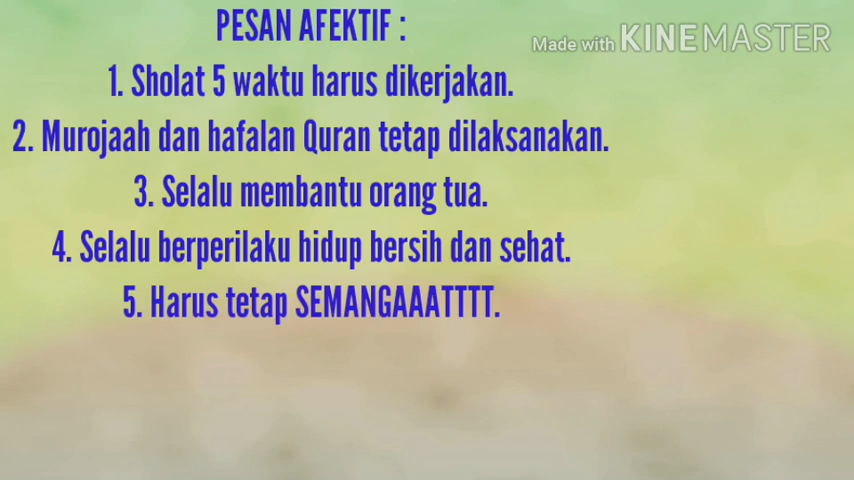 PESAN AFEKTIF :
Made with KINEMASTER
1. Sholat 5 waktu harus dikerjakan.
2. Murojaah dan hafalan Quran tetap dilaksanakan.
3. Selalu membantu orang tua.
4. Selalu berperilaku hidup bersih dan sehat.
5. Harus tetap SEMANGAAATTTT.